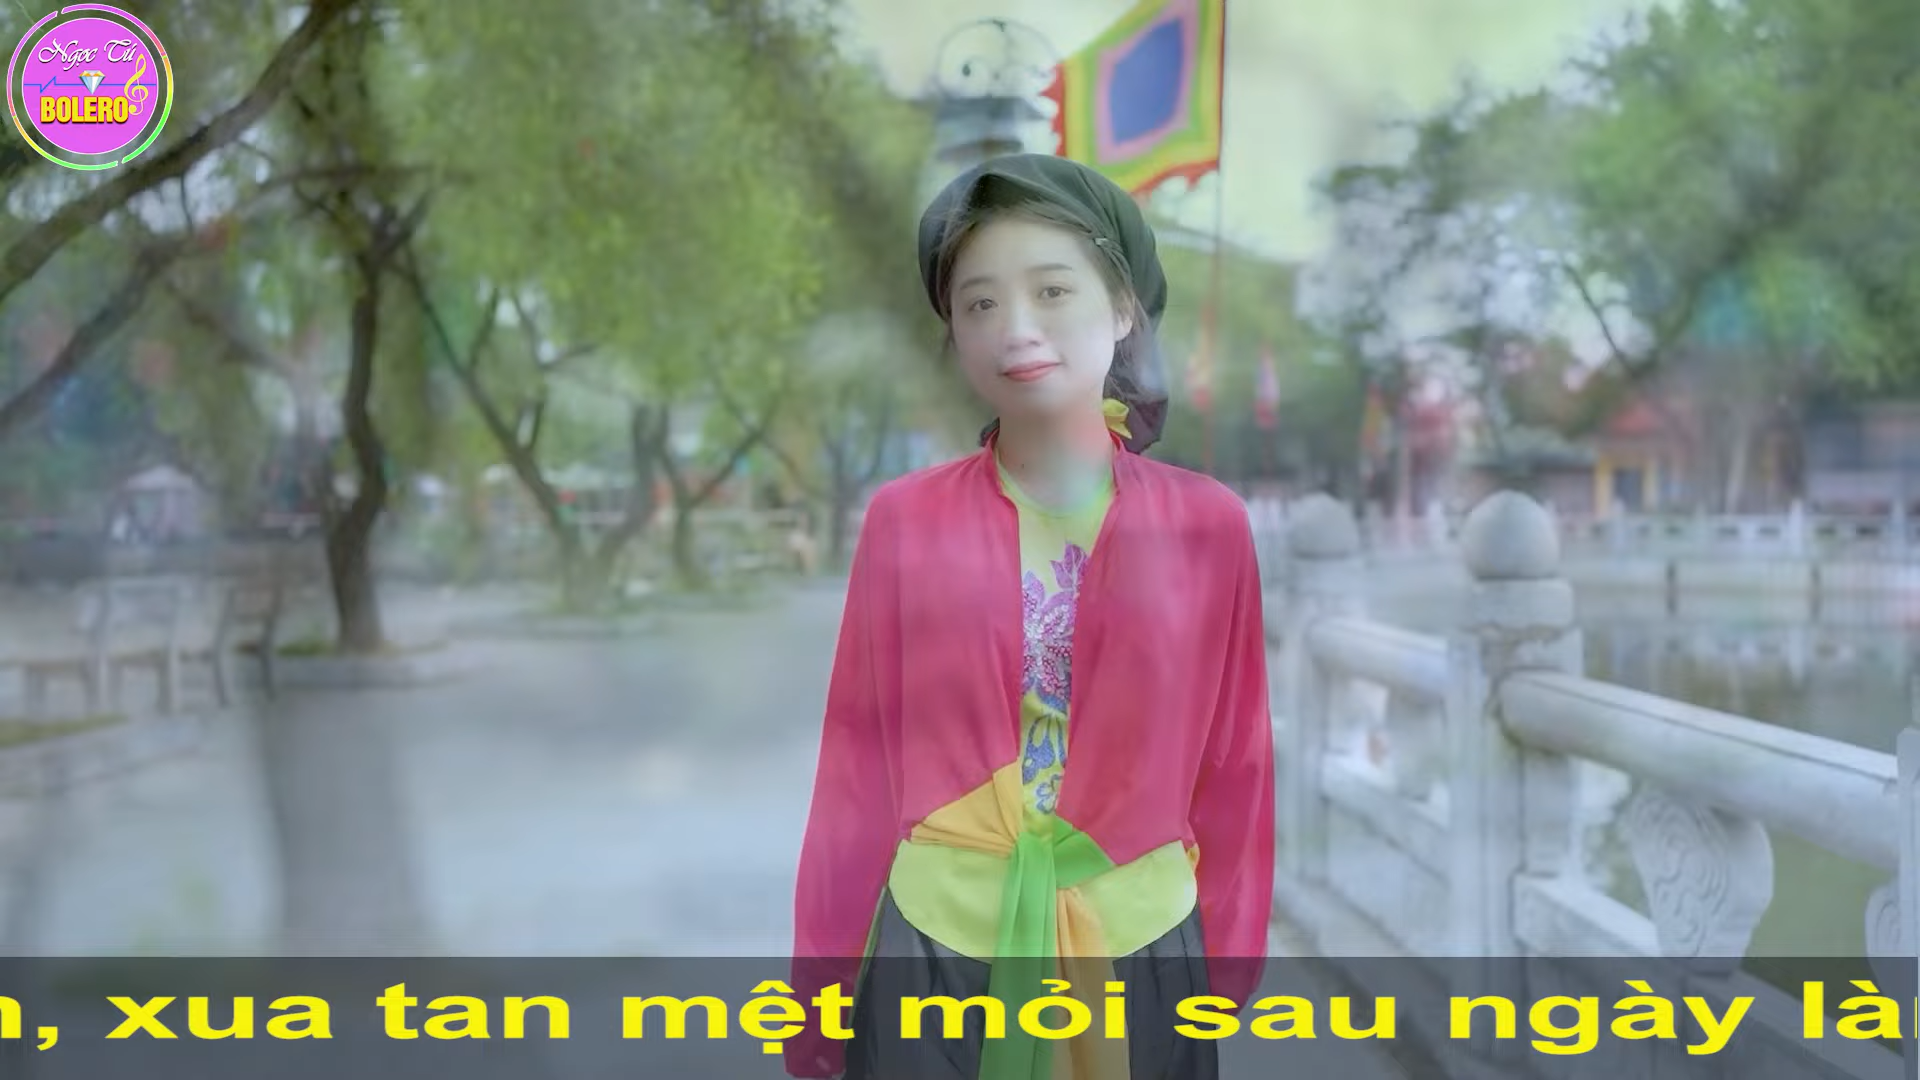 Ngọc Tú
BOLERO
, xua tan mệt mỏi sau ngày